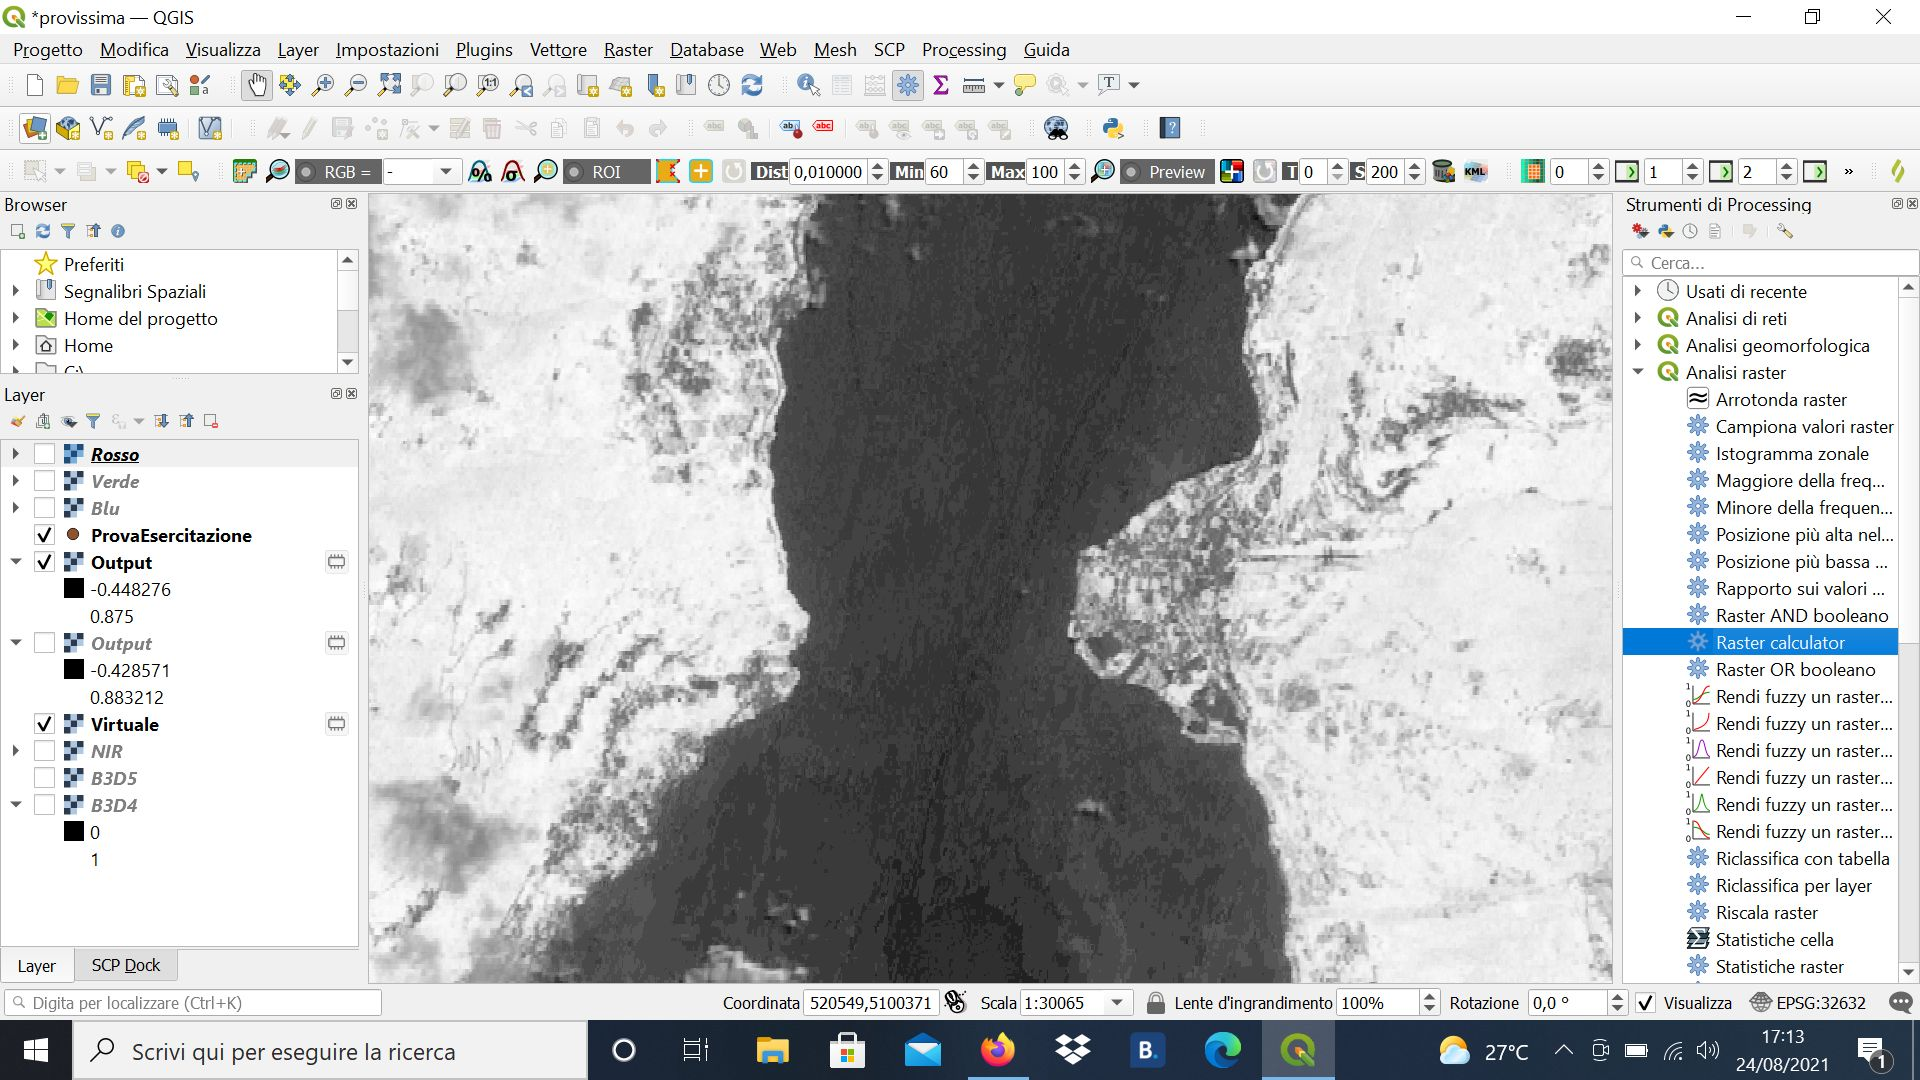 *provissima — QGIS
Progetto Modifica Visualizza Layer Impostazioni Plugins Vettore Raster Database Web Mesh SCP Processing Guida
RGB = - ROI Dist 0,010000 Min 60 Max 100 Preview T 0 S 200 KML 0 1 2 »
Browser
Preferiti
Segnalibri Spaziali
Home del progetto
Home
C:\
Layer
Rosso
Verde
Blu
ProvaEsercitazione
Output
-0.448276
0.875
Output
-0.428571
0.883212
Virtuale
NIR
B3D5
B3D4
0
1
Layer SCP Dock
Strumenti di Processing
Cerca...
Usati di recente
Analisi di reti
Analisi geomorfologica
Analisi raster
Arrotonda raster
Campiona valori raster
Istogramma zonale
Maggiore della freq...
Minore della frequen...
Posizione più alta nel...
Posizione più bassa ...
Rapporto sui valori ...
Raster AND booleano
Raster calculator
Raster OR booleano
Rendi fuzzy un raster...
Rendi fuzzy un raster...
Rendi fuzzy un raster...
Rendi fuzzy un raster...
Rendi fuzzy un raster...
Rendi fuzzy un raster...
Riclassifica con tabella
Riclassifica per layer
Riscala raster
Statistiche cella
Statistiche raster
Digita per localizzare (Ctrl+K) Coordinata 520549,5100371 Scala 1:30065 Lente d'ingrandimento 100% Rotazione 0,0 ° Visualizza EPSG:32632
Scrivi qui per eseguire la ricerca B. 27°C 17:13
24/08/2021 1